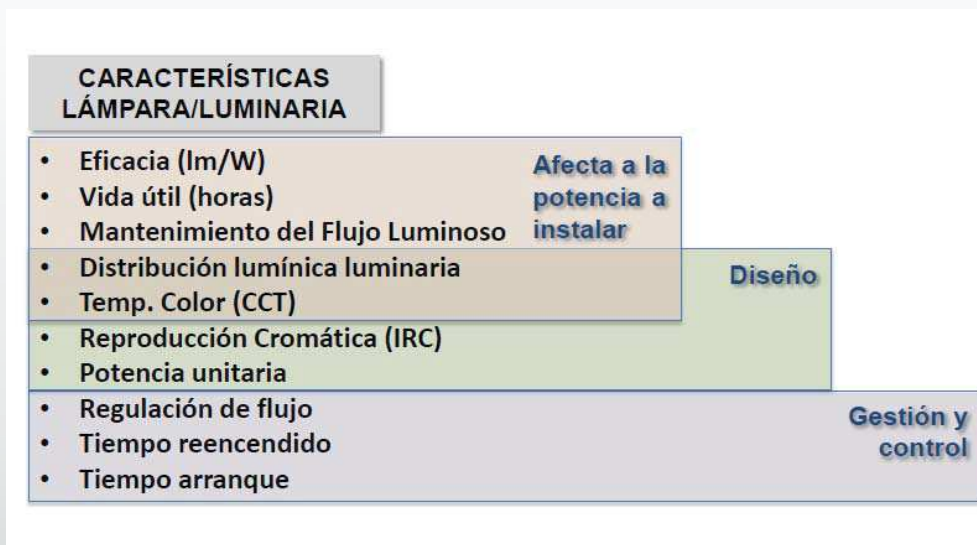 CARACTERÍSTICAS
LÁMPARA/LUMINARIA
• Eficacia (lm/W)
• Vida útil (horas)
• Mantenimiento del Flujo Luminoso
• Distribución lumínica luminaria
• Temp. Color (CCT)
Afecta a la
potencia a
instalar
• Reproducción Cromática (IRC)
• Potencia unitaria
Diseño
• Regulación de flujo
• Tiempo reencendido
• Tiempo arranque
Gestión y
control